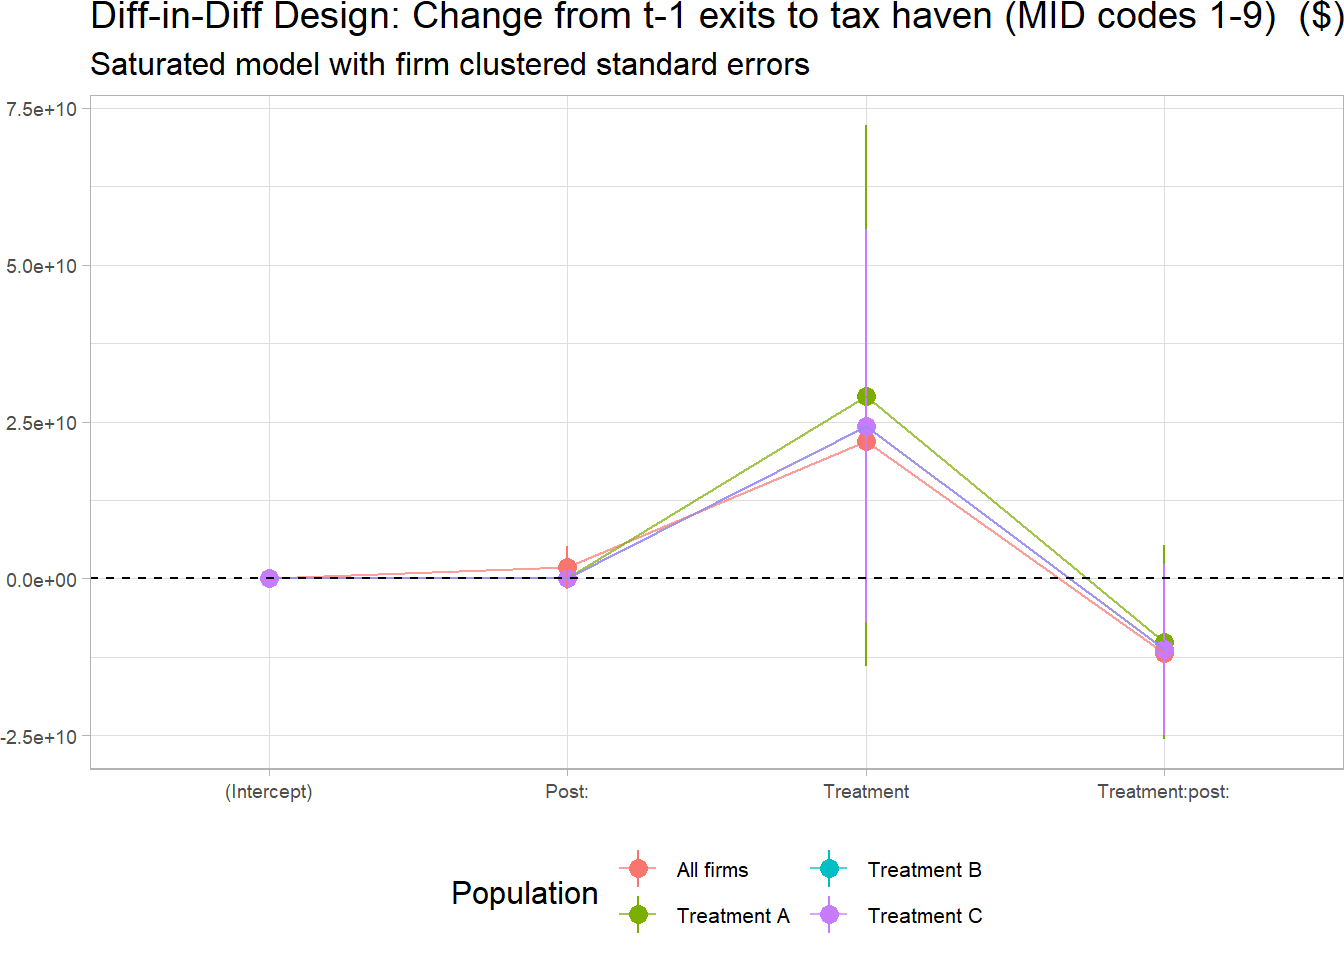 Diff-in-Diff Design: Change from t-1 exits to tax haven (MID codes 1-9)  ($)
Saturated model with firm clustered standard errors
7.5e+10
5.0e+10
2.5e+10
0.0e+00
-2.5e+10
(Intercept)
Post:
Treatment
Treatment:post:
Population
All firms
Treatment A
Treatment B
Treatment C